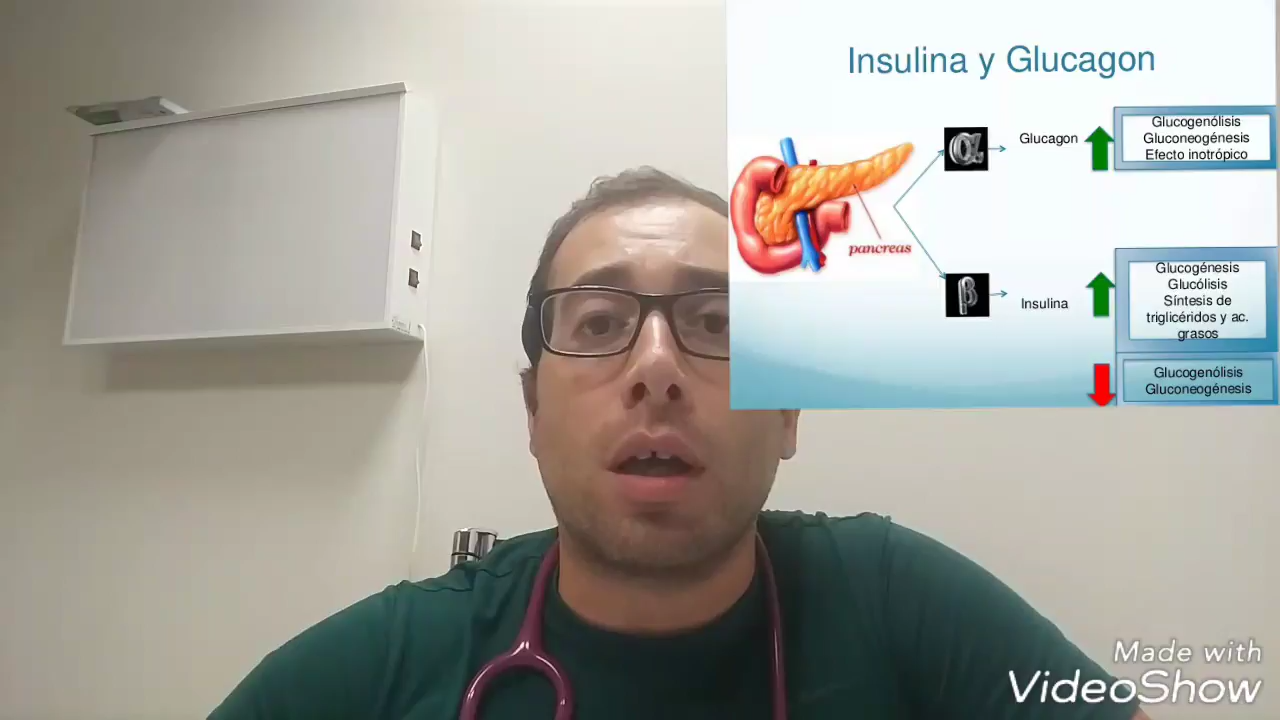 Insulina y Glucagon
Glucagon
Glucogenólisis
Gluconeogénesis
Efecto inotrópico
α
pancreas
β
Insulina
Glucogénesis
Glucólisis
Síntesis de
triglicéridos y ac.
grasos
Glucogenólisis
Gluconeogénesis
Made with
VideoShow